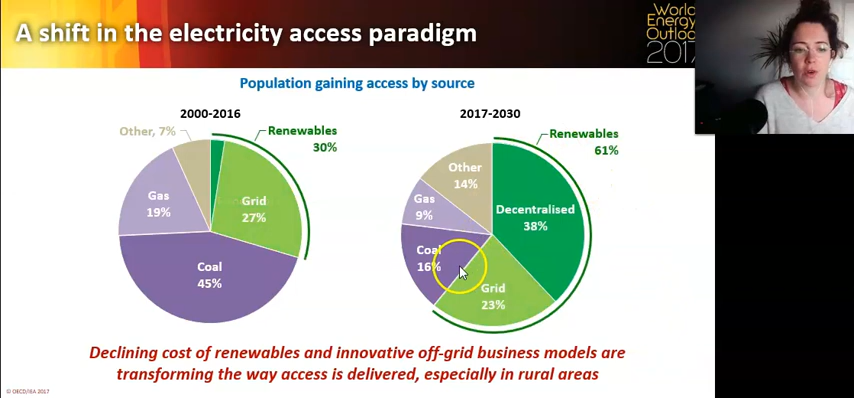 A shift in the electricity access paradigm
World
Energy
Outlook
2017
Population gaining access by source
2000-2016
Other, 7%
Renewables
30%
Gas
19%
Grid
27%
Coal
45%
2017-2030
Renewables
61%
Other
14%
Gas
9%
Decentralised
38%
Coal
16%
Grid
23%
Declining cost of renewables and innovative off-grid business models are
transforming the way access is delivered, especially in rural areas
© OECD/IEA 2017